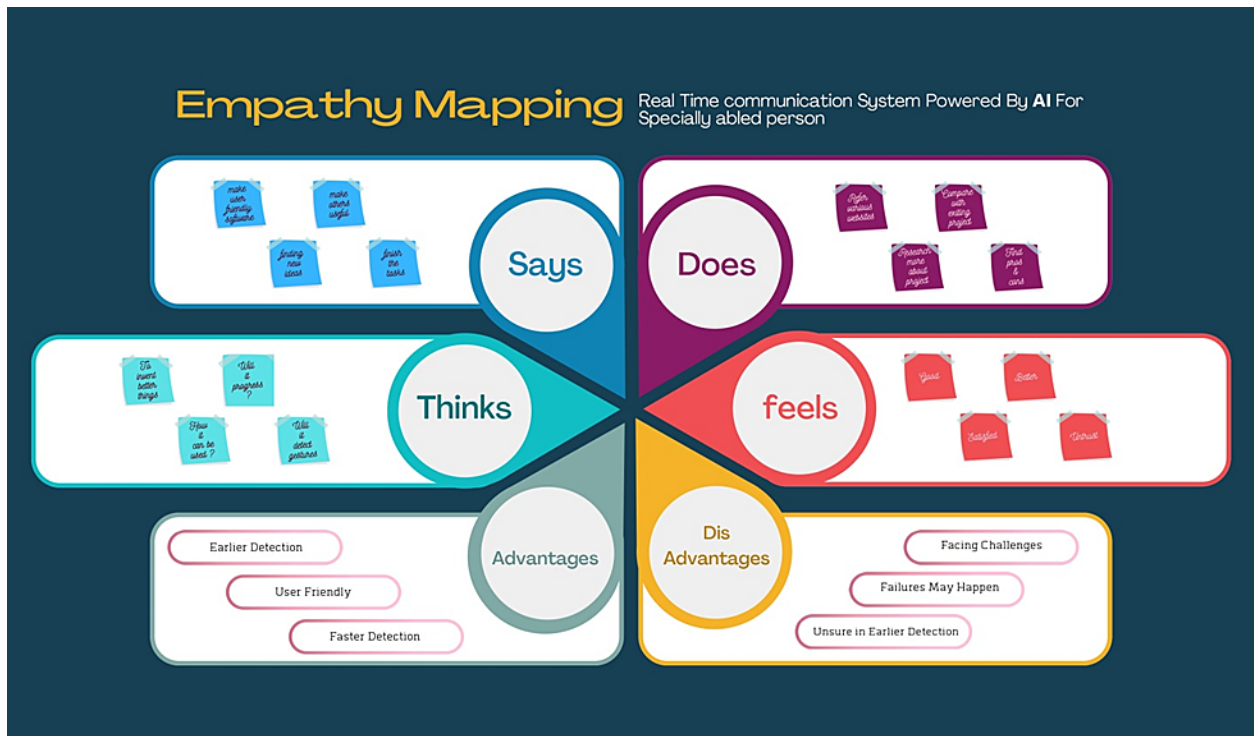 Empathy Mapping
Real Time communication System Powered By AI For
Specially abled person
make
user
friendly
software
make
others
useful
finding
new
ideas
finish
the
tasks
Says
Does
Refer
various
websites
Compare
with
exiting
project
Research
more
about
project
Find
pros
&
cons
To
invent
better
things
Will
it
progress
?
How
it
can be
used ?
Will
it
detect
gestures
Thinks
feels
Good
Better
Satisfied
Untrust
Earlier Detection
User Friendly
Faster Detection
Advantages
Dis
Advantages
Facing Challenges
Failures May Happen
Unsure in Earlier Detection